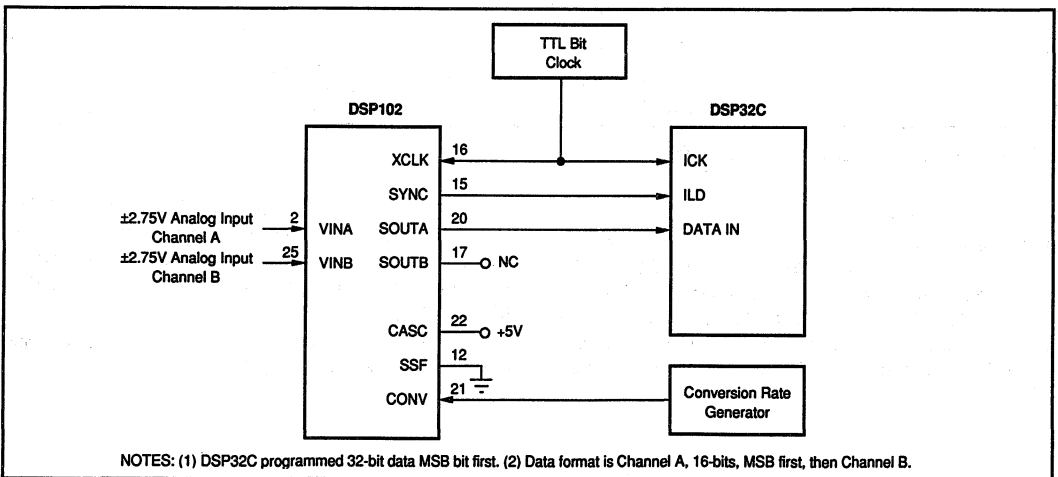 TTL Bit
Clock
DSP102
DSP32C
XCLK
16
ICK
SYNC
15
ILD
±2.75V Analog Input
Channel A
2
VINA
SOUTA
20
DATA IN
±2.75V Analog Input
Channel B
25
VINB
SOUTB
17
NC
CASC
22
+5V
SSF
12
CONV
21
Conversion Rate
Generator
NOTES: (1) DSP32C programmed 32-bit data MSB bit first. (2) Data format is Channel A, 16-bits, MSB first, then Channel B.